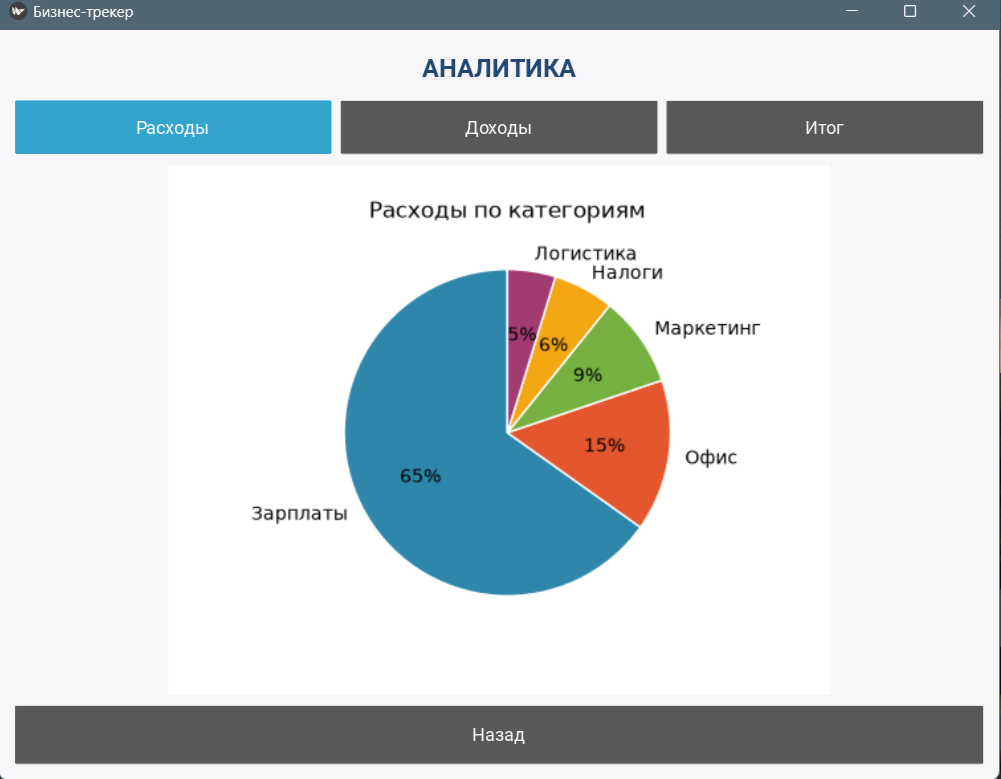 Бизнес-трекер
АНАЛИТИКА
Расходы
Доходы
Итог
Расходы по категориям
Логистика
Налоги
Маркетинг
5%
6%
9%
15%
Офис
65%
Зарплаты
Назад